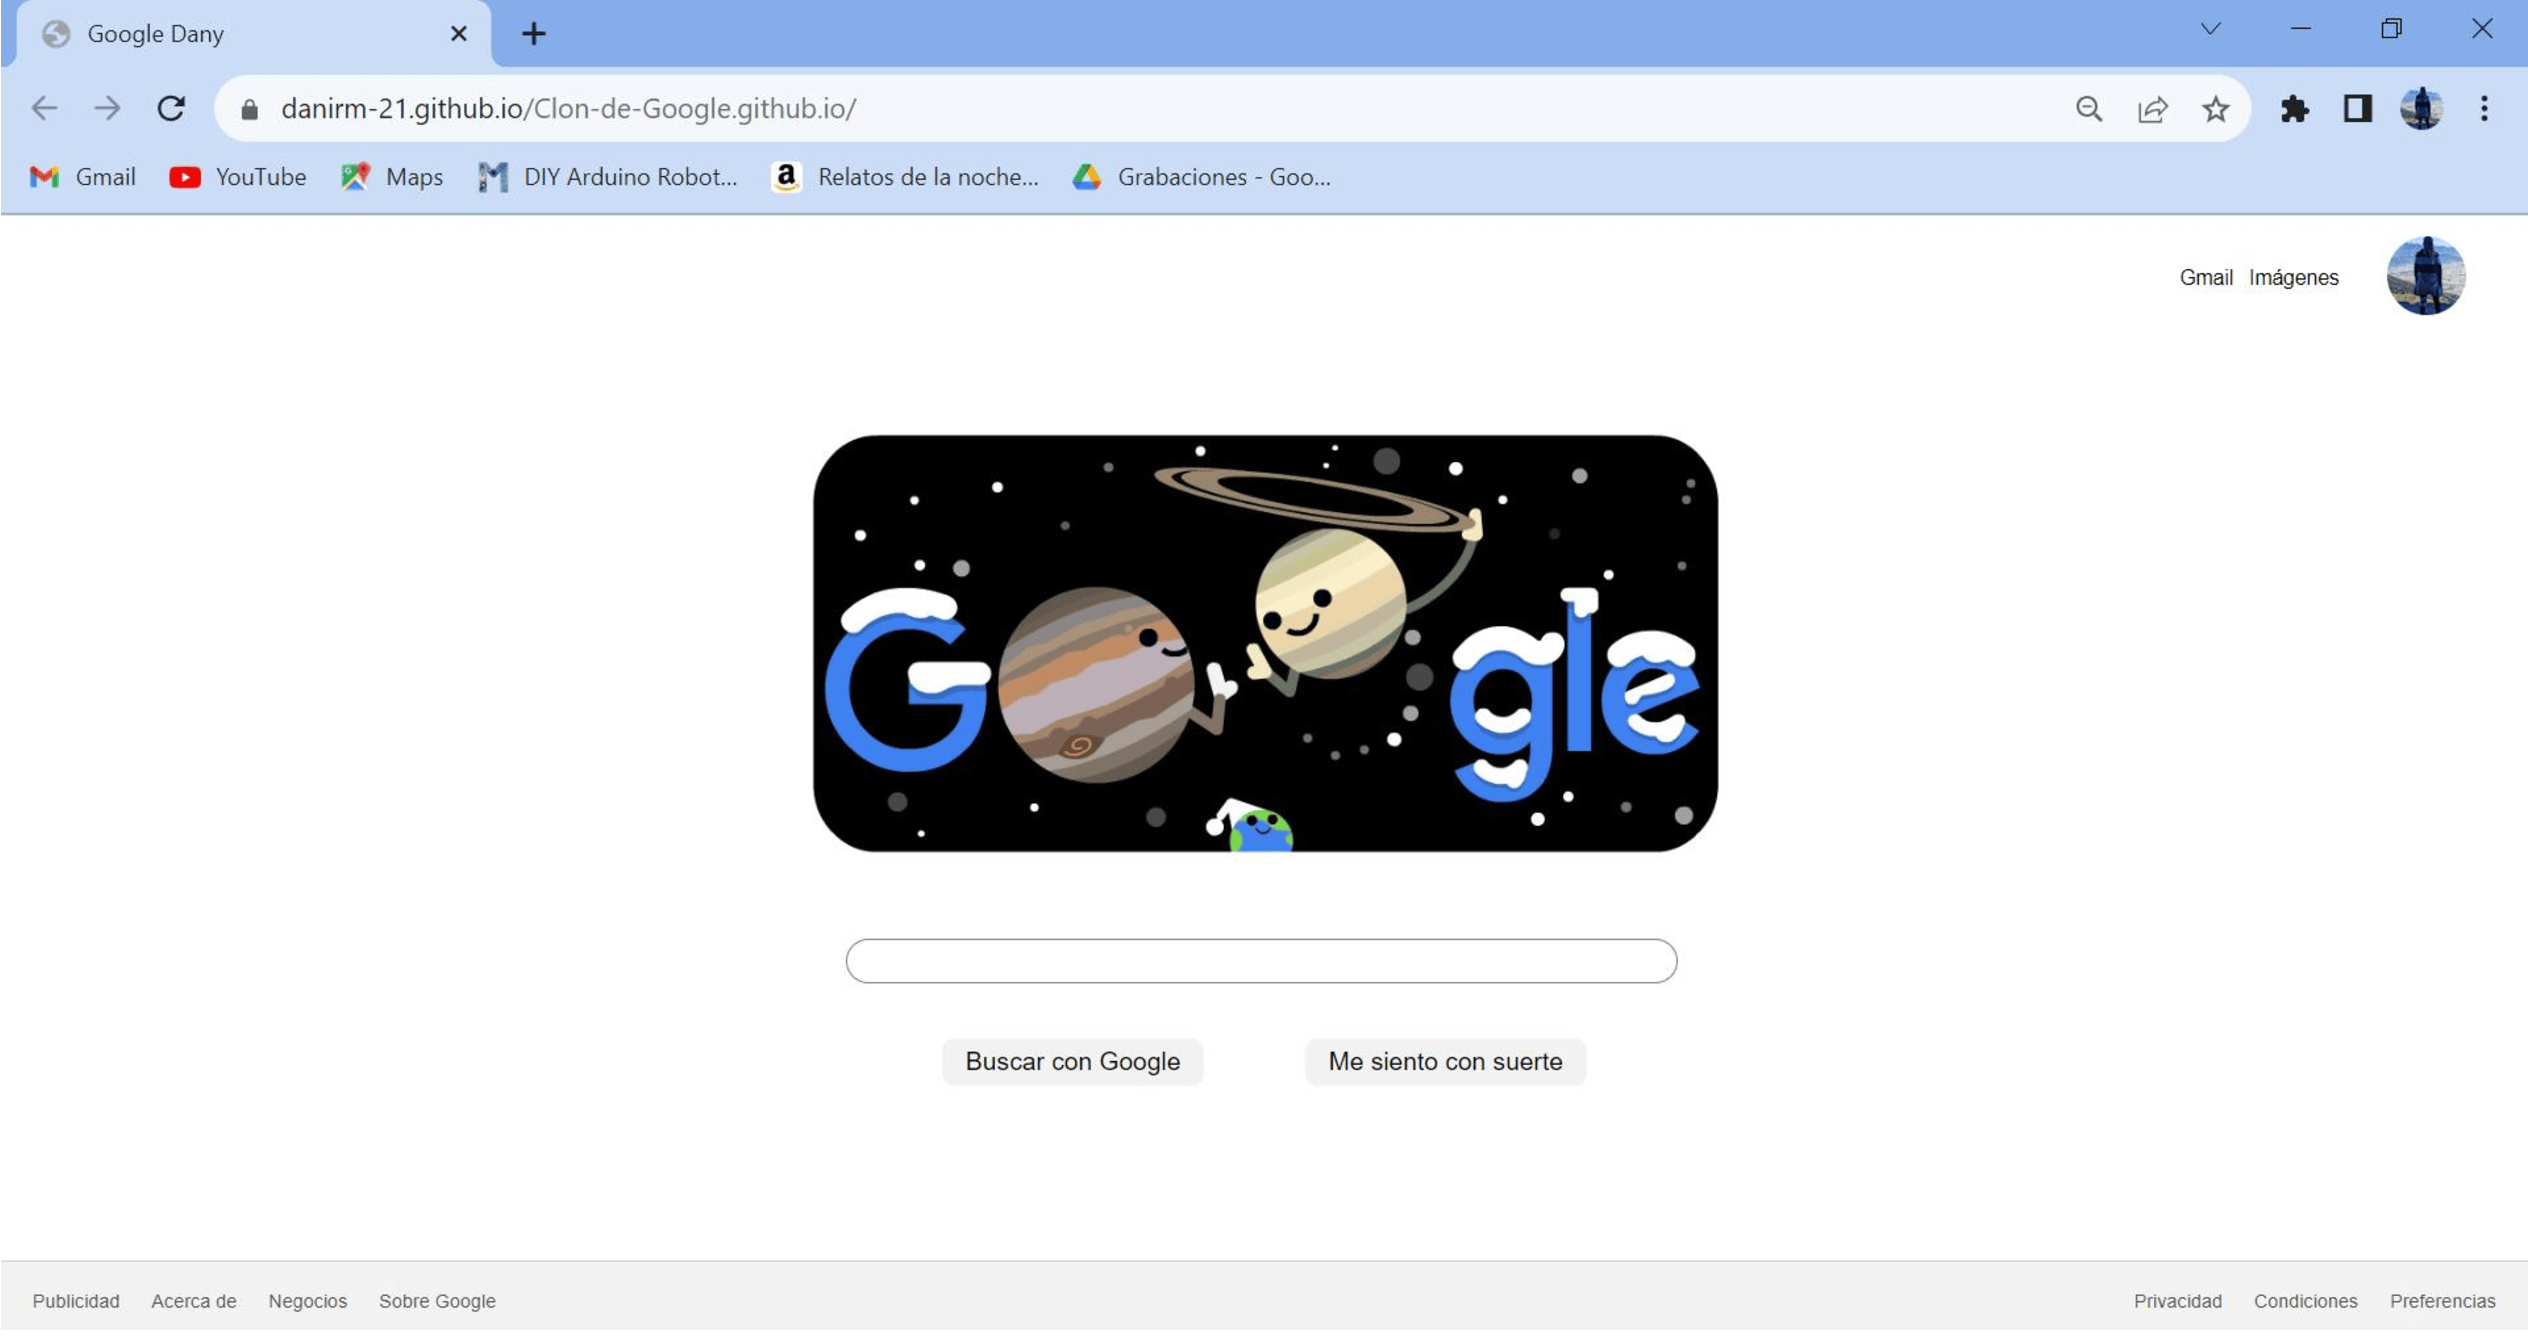 Google Dany
danirm-21.github.io/Clon-de-Google.github.io/
Gmail YouTube Maps DIY Arduino Robot... Relatos de la noche... Grabaciones - Goo...
Gmail Imágenes
Google
Buscar con Google Me siento con suerte
Publicidad Acerca de Negocios Sobre Google Privacidad Condiciones Preferencias